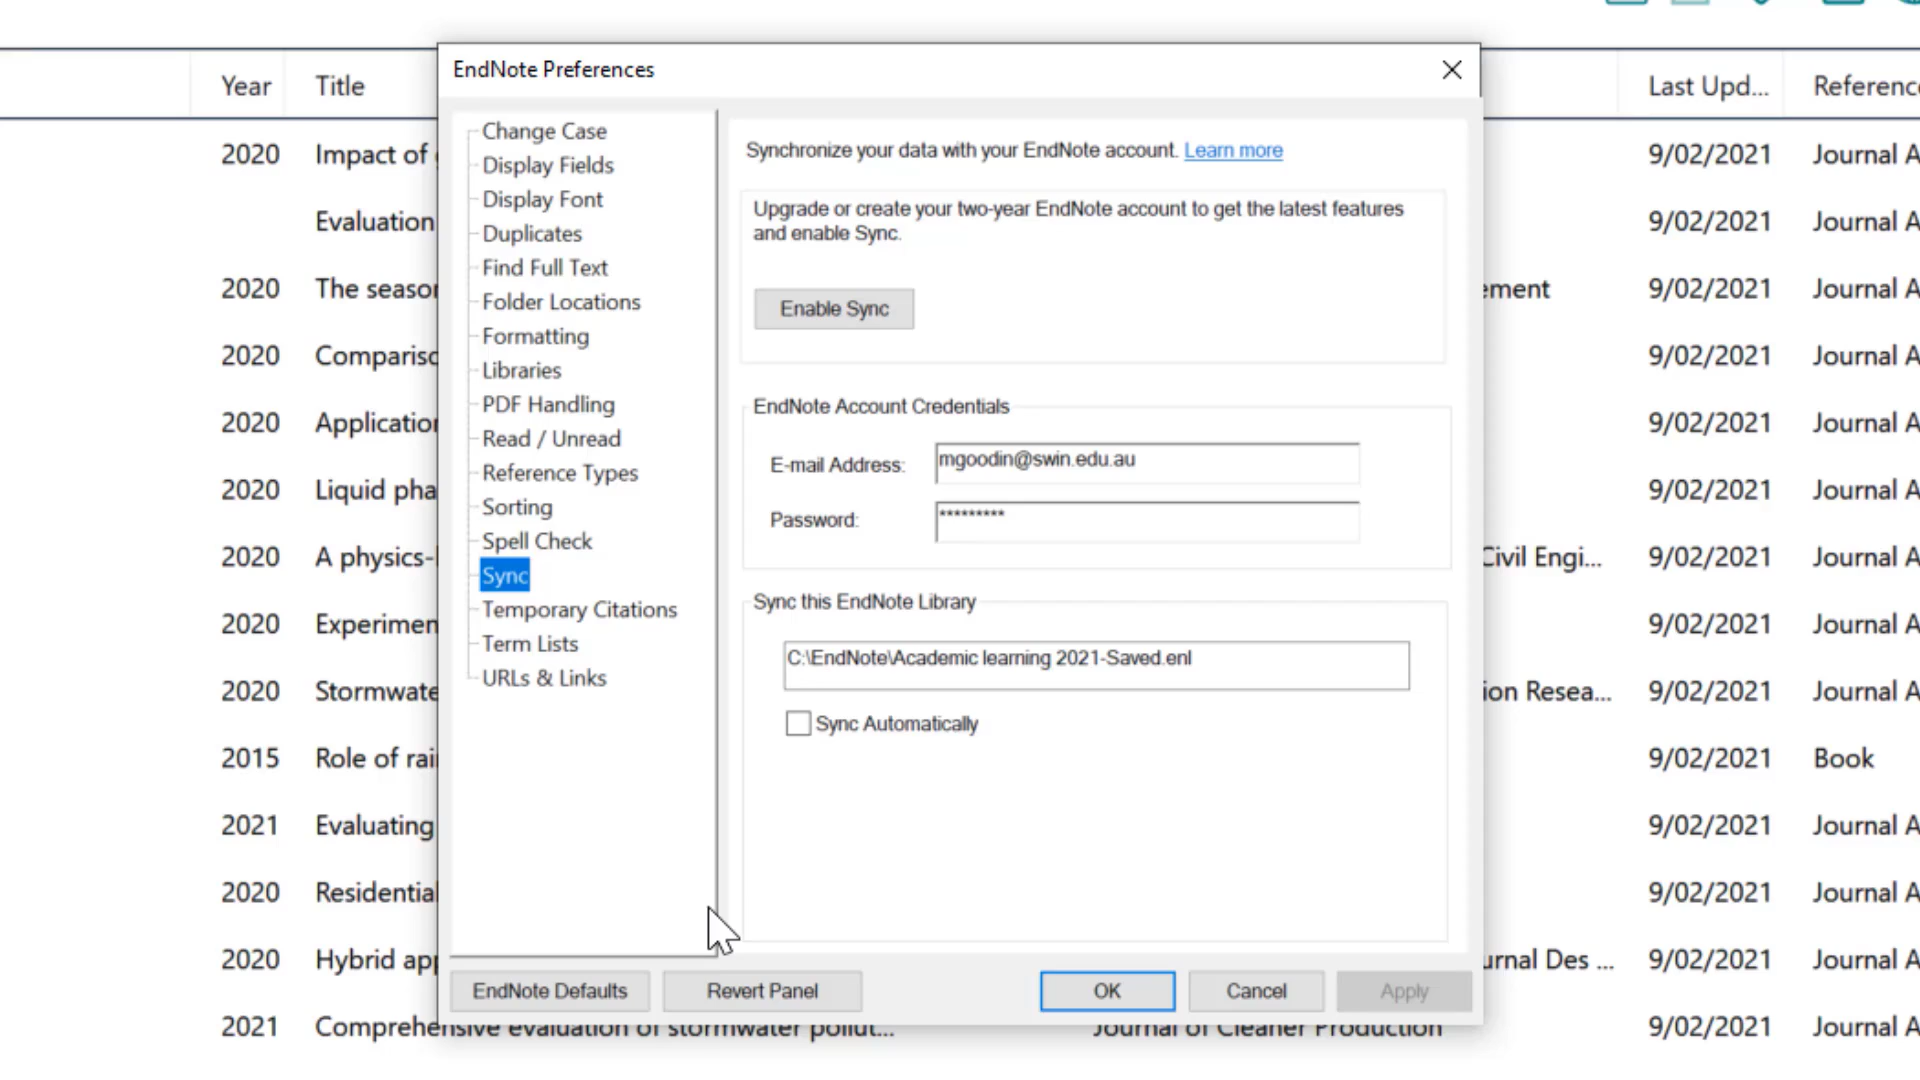 EndNote Preferences
Year Title Last Upd... Referenc
Change Case
Display Fields
Display Font
Duplicates
Find Full Text
Folder Locations
Formatting
Libraries
PDF Handling
Read / Unread
Reference Types
Sorting
Spell Check
Sync
Temporary Citations
Term Lists
URLs & Links
Synchronize your data with your EndNote account. Learn more
Upgrade or create your two-year EndNote account to get the latest features
and enable Sync.
Enable Sync
EndNote Account Credentials
E-mail Address: mgoodin@swin.edu.au
Password: *********
Sync this EndNote Library
C:\EndNote\Academic learning 2021-Saved.enl
Sync Automatically
EndNote Defaults Revert Panel OK Cancel Apply
2020 Impact of 9/02/2021 Journal A
Evaluation 9/02/2021 Journal A
2020 The season ement 9/02/2021 Journal A
2020 Compariso 9/02/2021 Journal A
2020 Application 9/02/2021 Journal A
2020 Liquid pha 9/02/2021 Journal A
2020 A physics- Civil Engi... 9/02/2021 Journal A
2020 Experimen 9/02/2021 Journal A
2020 Stormwate ion Resea... 9/02/2021 Journal A
2015 Role of rai 9/02/2021 Book
2021 Evaluating 9/02/2021 Journal A
2020 Residential 9/02/2021 Journal A
2020 Hybrid app urnal Des ... 9/02/2021 Journal A
2021 Comprehensive evaluation of stormwater pollut... Journal of Cleaner Production 9/02/2021 Journal A